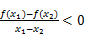 f(x₁)−f(x₂)
x₁−x₂ < 0